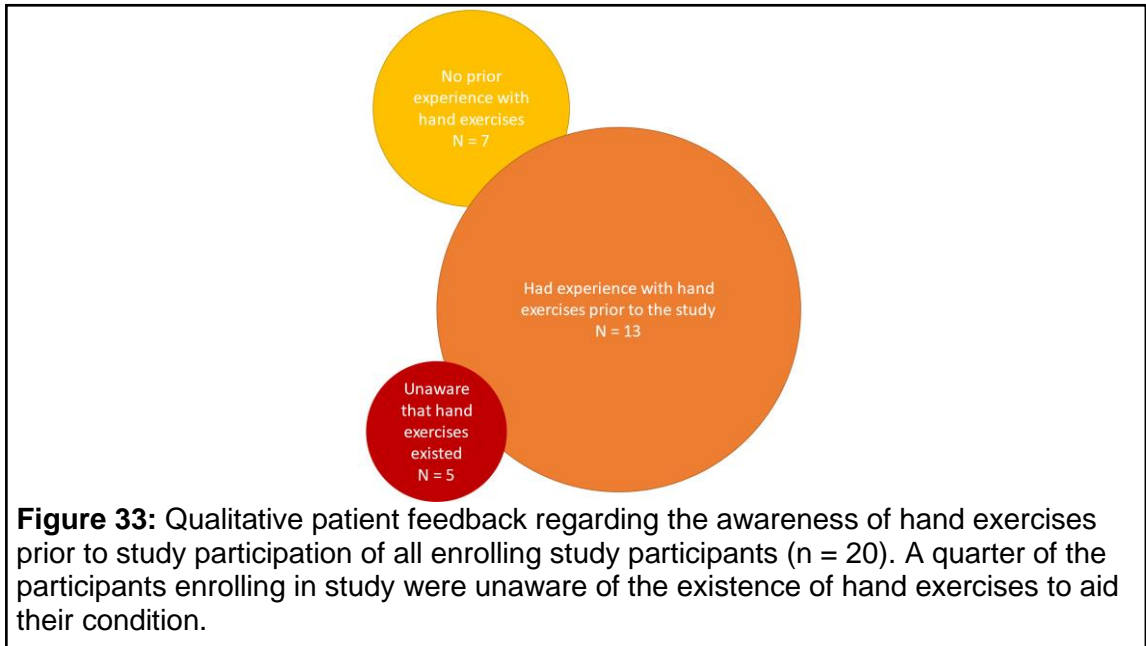 No prior
experience with
hand exercises
N = 7
Had experience with hand
exercises prior to the study
N = 13
Unaware
that hand
exercises
existed
N = 5
Figure 33: Qualitative patient feedback regarding the awareness of hand exercises
prior to study participation of all enrolling study participants (n = 20). A quarter of the
participants enrolling in study were unaware of the existence of hand exercises to aid
their condition.